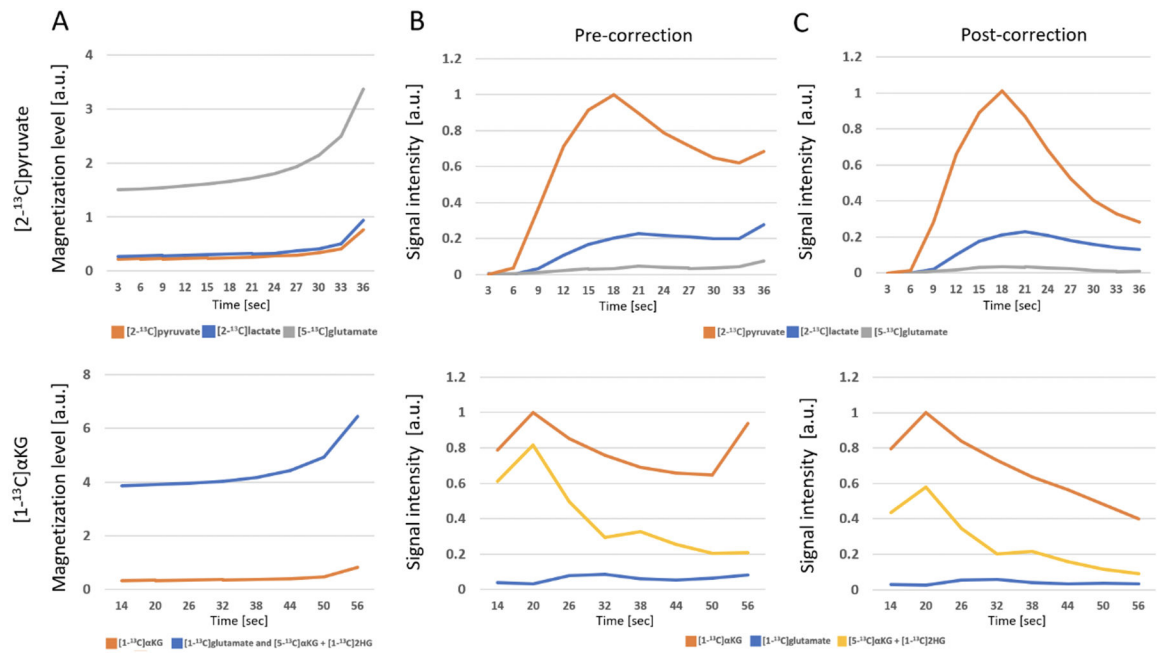 A
B
C
Pre-correction
Post-correction
[2-¹³C]pyruvate
Magnetization level [a.u.]
4
3
2
1
0
3 6 9 12 15 18 21 24 27 30 33 36
Time [sec]
[2-¹³C]pyruvate [2-¹³C]lactate [5-¹³C]glutamate
Signal intensity [a.u.]
1.2
1
0.8
0.6
0.4
0.2
0
3 6 9 12 15 18 21 24 27 30 33 36
Time [sec]
Signal intensity [a.u.]
1.2
1
0.8
0.6
0.4
0.2
0
3 6 9 12 15 18 21 24 27 30 33 36
Time [sec]
[2-¹³C]pyruvate [2-¹³C]lactate [5-¹³C]glutamate
[1-¹³C]αKG
Magnetization level [a.u.]
8
6
4
2
0
14 20 26 32 38 44 50 56
Time [sec]
[1-¹³C]αKG [1-¹³C]glutamate and [5-¹³C]αKG + [1-¹³C]2HG
Signal intensity [a.u.]
1.2
1
0.8
0.6
0.4
0.2
0
14 20 26 32 38 44 50 56
Time [sec]
Signal intensity [a.u.]
1.2
1
0.8
0.6
0.4
0.2
0
14 20 26 32 38 44 50 56
Time [sec]
[1-¹³C]αKG [1-¹³C]glutamate [5-¹³C]αKG + [1-¹³C]2HG